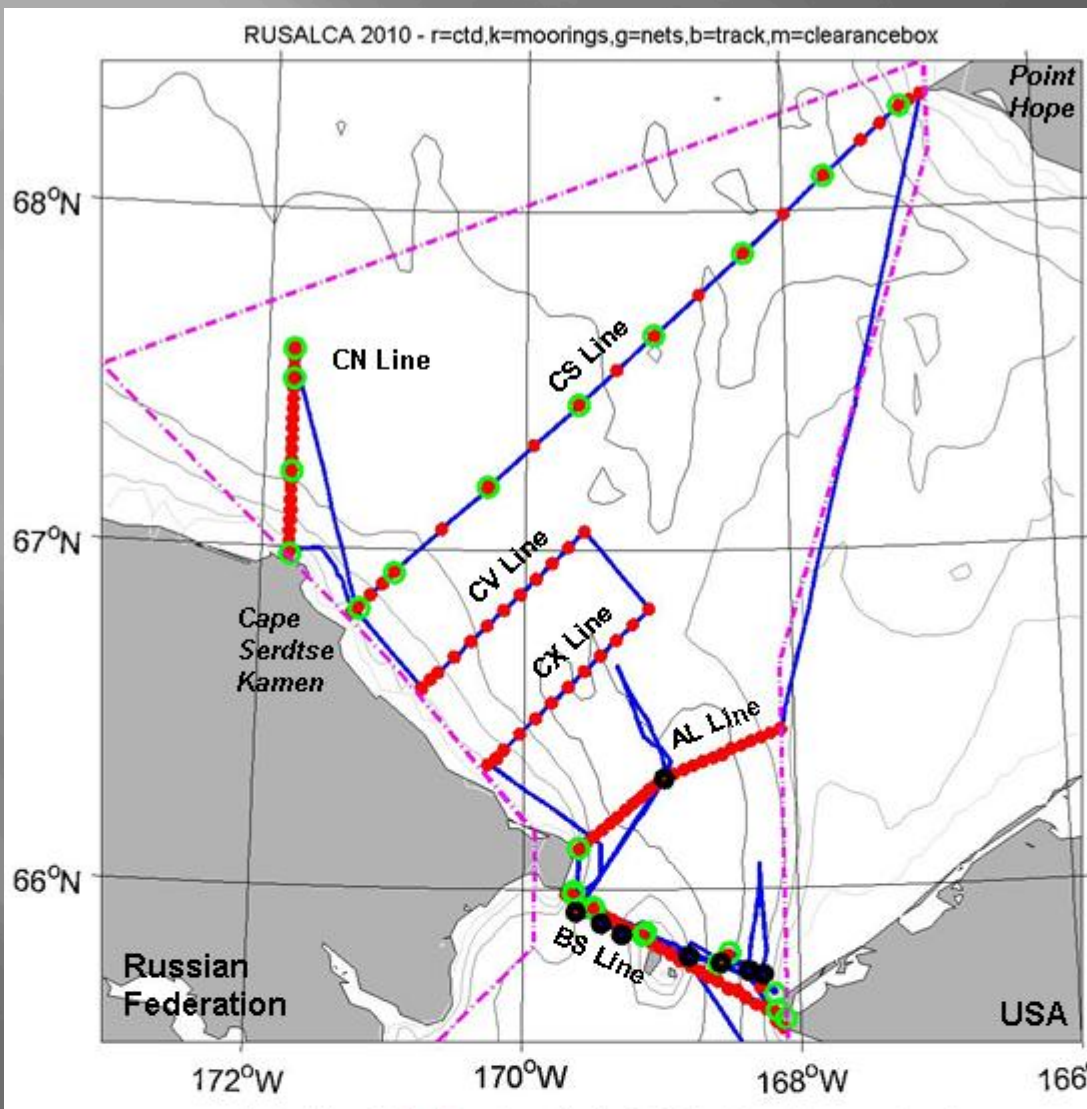 RUSALCA 2010 - r=ctd,k=moorings,g=nets,b=track,m=clearancebox
Point
Hope
68°N
CN Line
CS Line
67°N
CV Line
CX Line
Cape
Serdtse
Kamen
AL Line
66°N
BS Line
Russian
Federation
USA
172°W
170°W
168°W
166